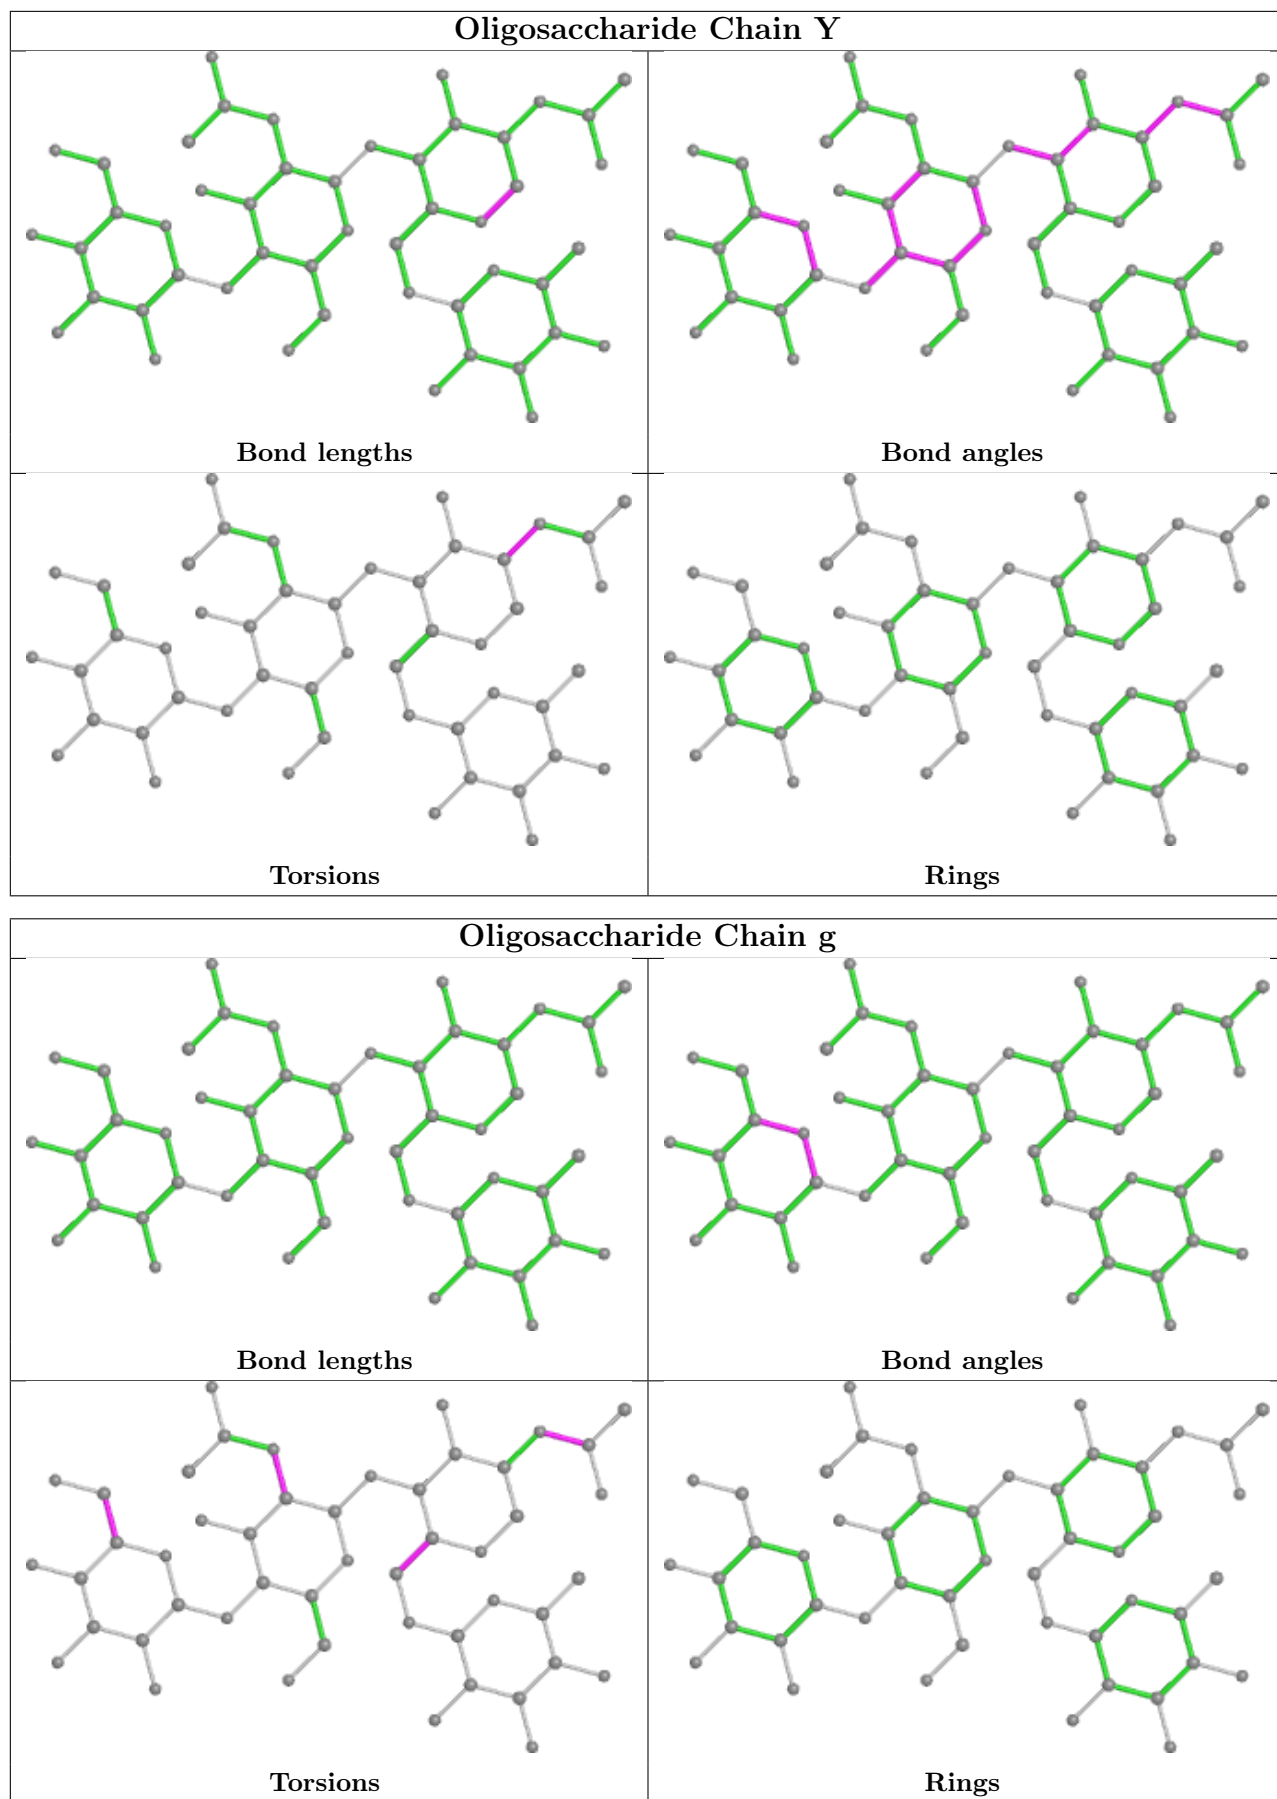 Oligosaccharide Chain Y
Bond lengths
Bond angles
Torsions
Rings
Oligosaccharide Chain g
Bond lengths
Bond angles
Torsions
Rings